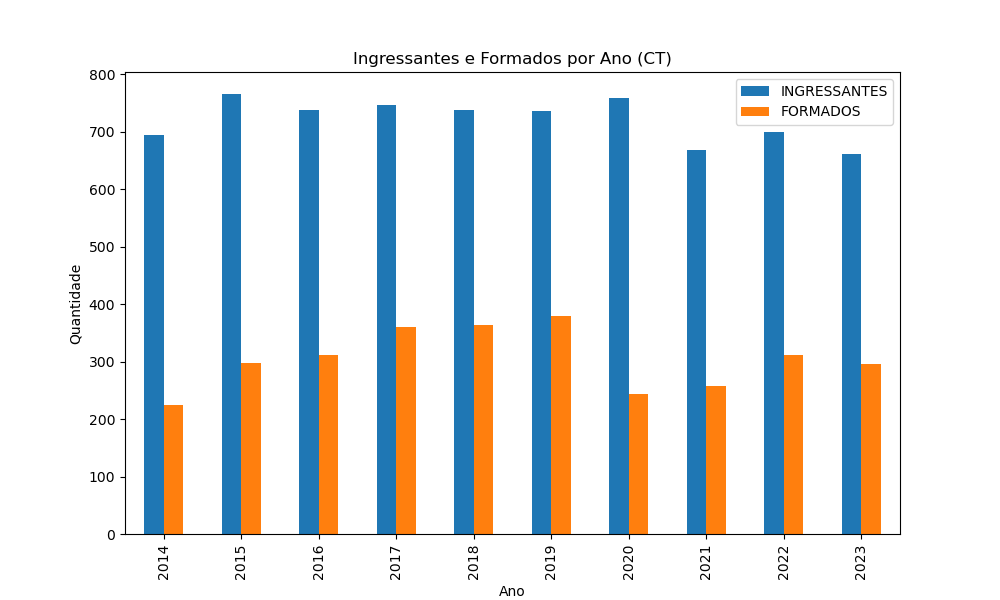 Ingressantes e Formados por Ano (CT)
INGRESSANTES
FORMADOS
Quantidade
800
700
600
500
400
300
200
100
0
2014 2015 2016 2017 2018 2019 2020 2021 2022 2023
Ano